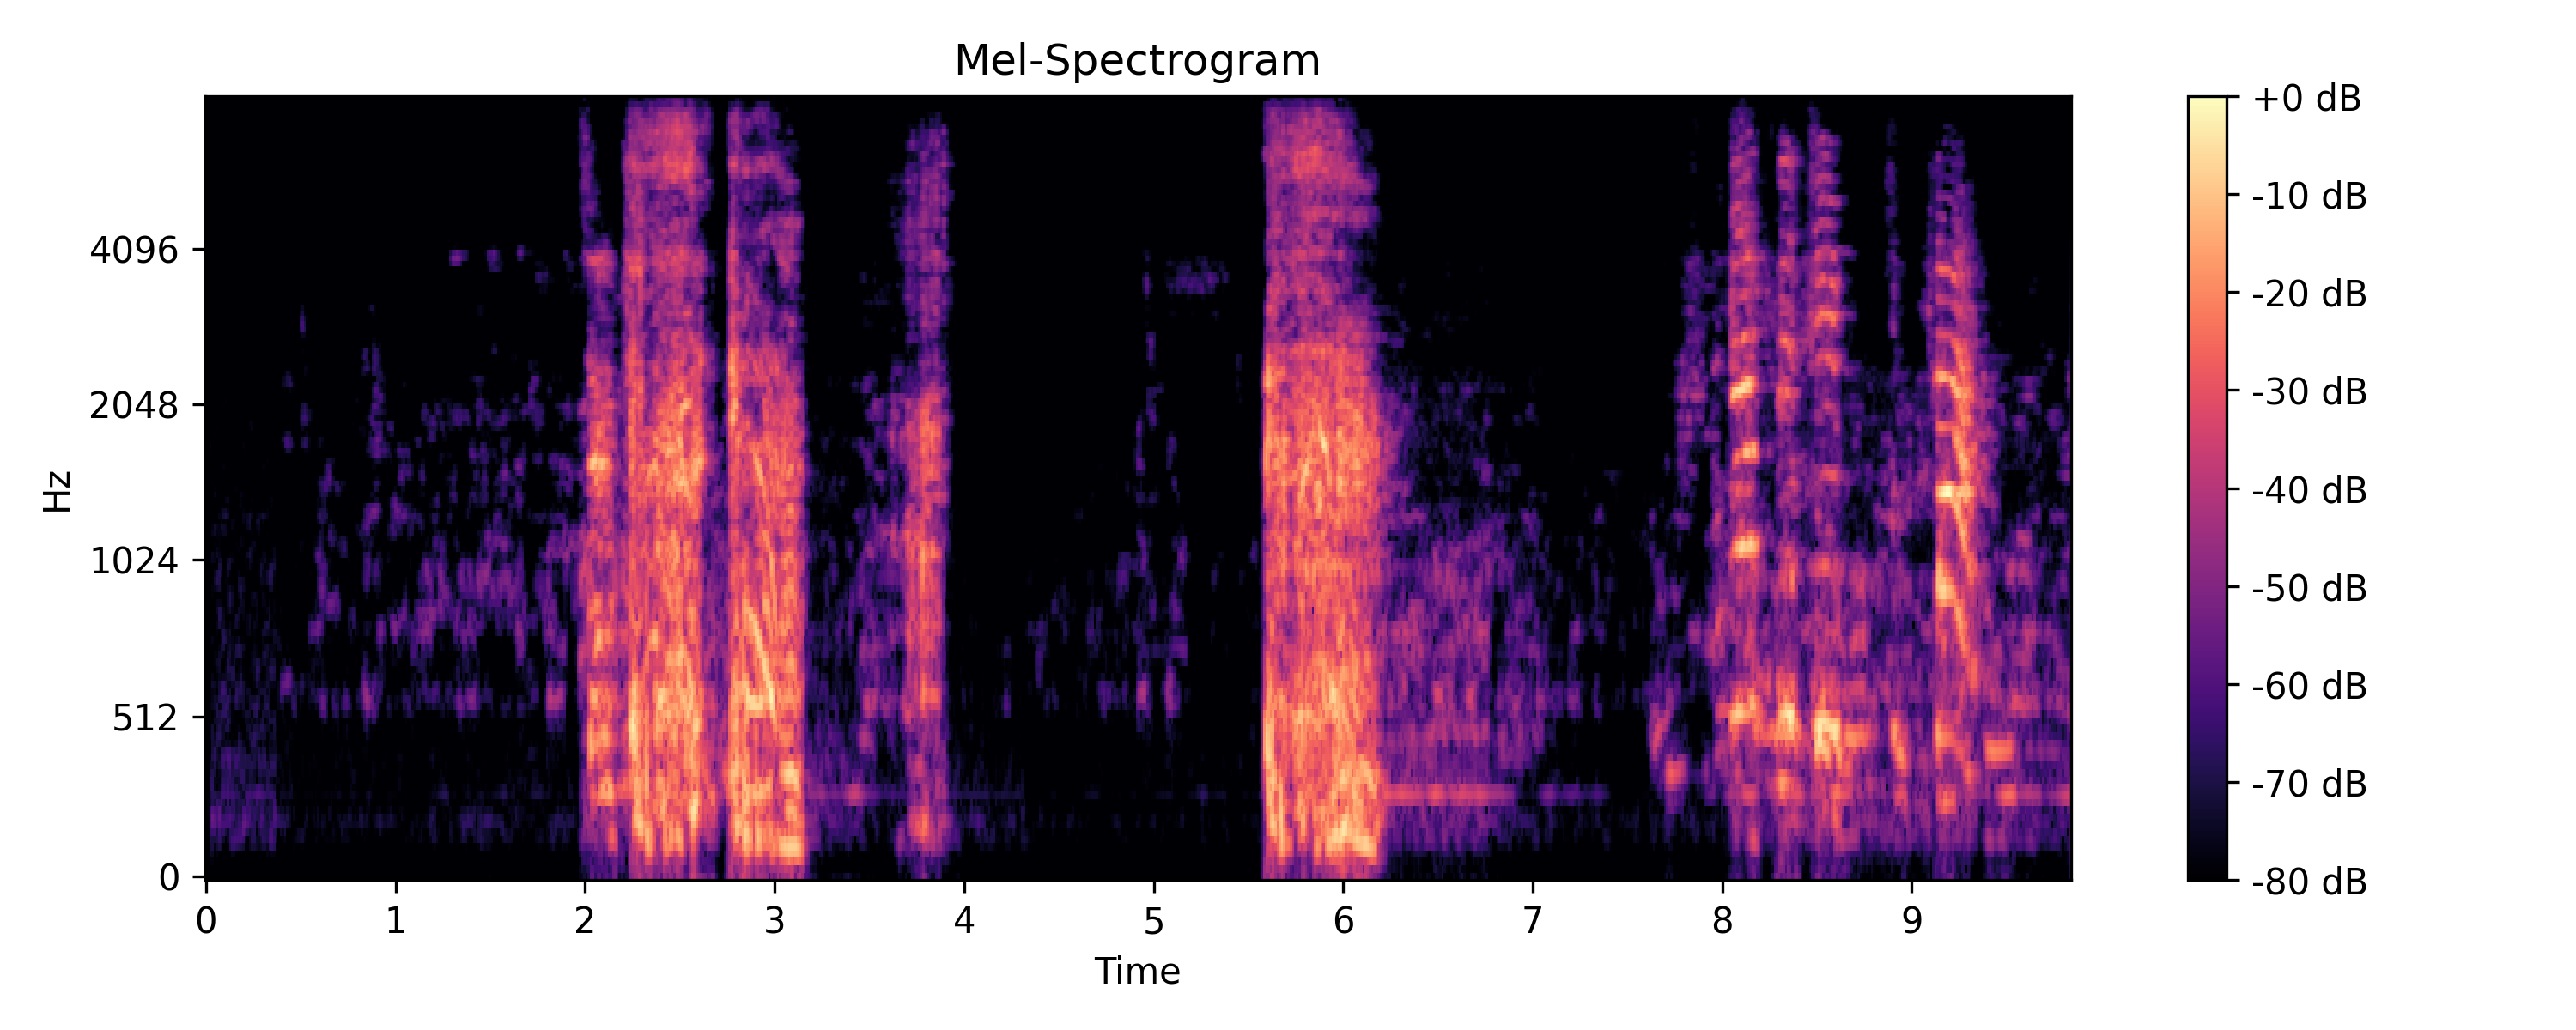 Mel-Spectrogram
+0 dB
4096
-10 dB
-20 dB
2048
-30 dB
Hz
-40 dB
1024
-50 dB
512
-60 dB
-70 dB
0
-80 dB
0 1 2 3 4 5 6 7 8 9
Time